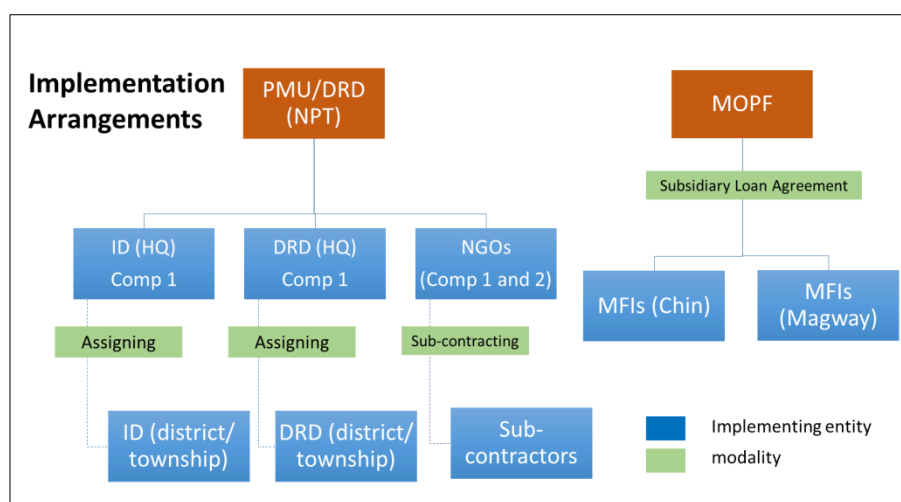 Implementation
Arrangements
PMU/DRD
(NPT)
MOPF
Subsidiary Loan Agreement
ID (HQ)
Comp 1
DRD (HQ)
Comp 1
NGOs
(Comp 1 and 2)
MFIs (Chin)
MFIs
(Magway)
Assigning
Assigning
Sub-contracting
ID (district/
township)
DRD (district/
township)
Sub-
contractors
Implementing entity
modality